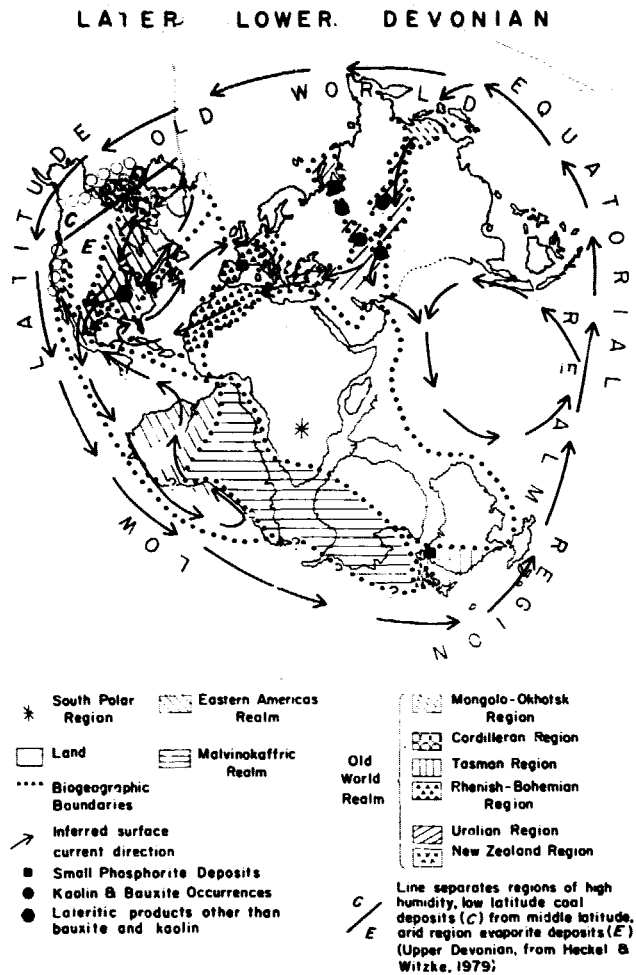 LATER LOWER DEVONIAN
OLD WORLD
EQUATORIAL
REALM
REGION
LOW
LATITUDE
C
E
South Polar
Region
Land
Biogeographic
Boundaries
Inferred surface
current direction
Small Phosphorite Deposits
Kaolin & Bauxite Occurrences
Lateritic products other than
bauxite and kaolin
Eastern Americas
Realm
Malvinokaffric
Realm
Old
World
Realm
Mongolo-Okhotsk
Region
Cordilleran Region
Tasman Region
Rhenish-Bohemian
Region
Uralian Region
New Zealand Region
C
E
Line separates regions of high
humidity, low latitude coal
deposits (C) from middle latitude,
arid region evaporite deposits (E)
(Upper Devonian, from Heckel &
Witzke, 1979;